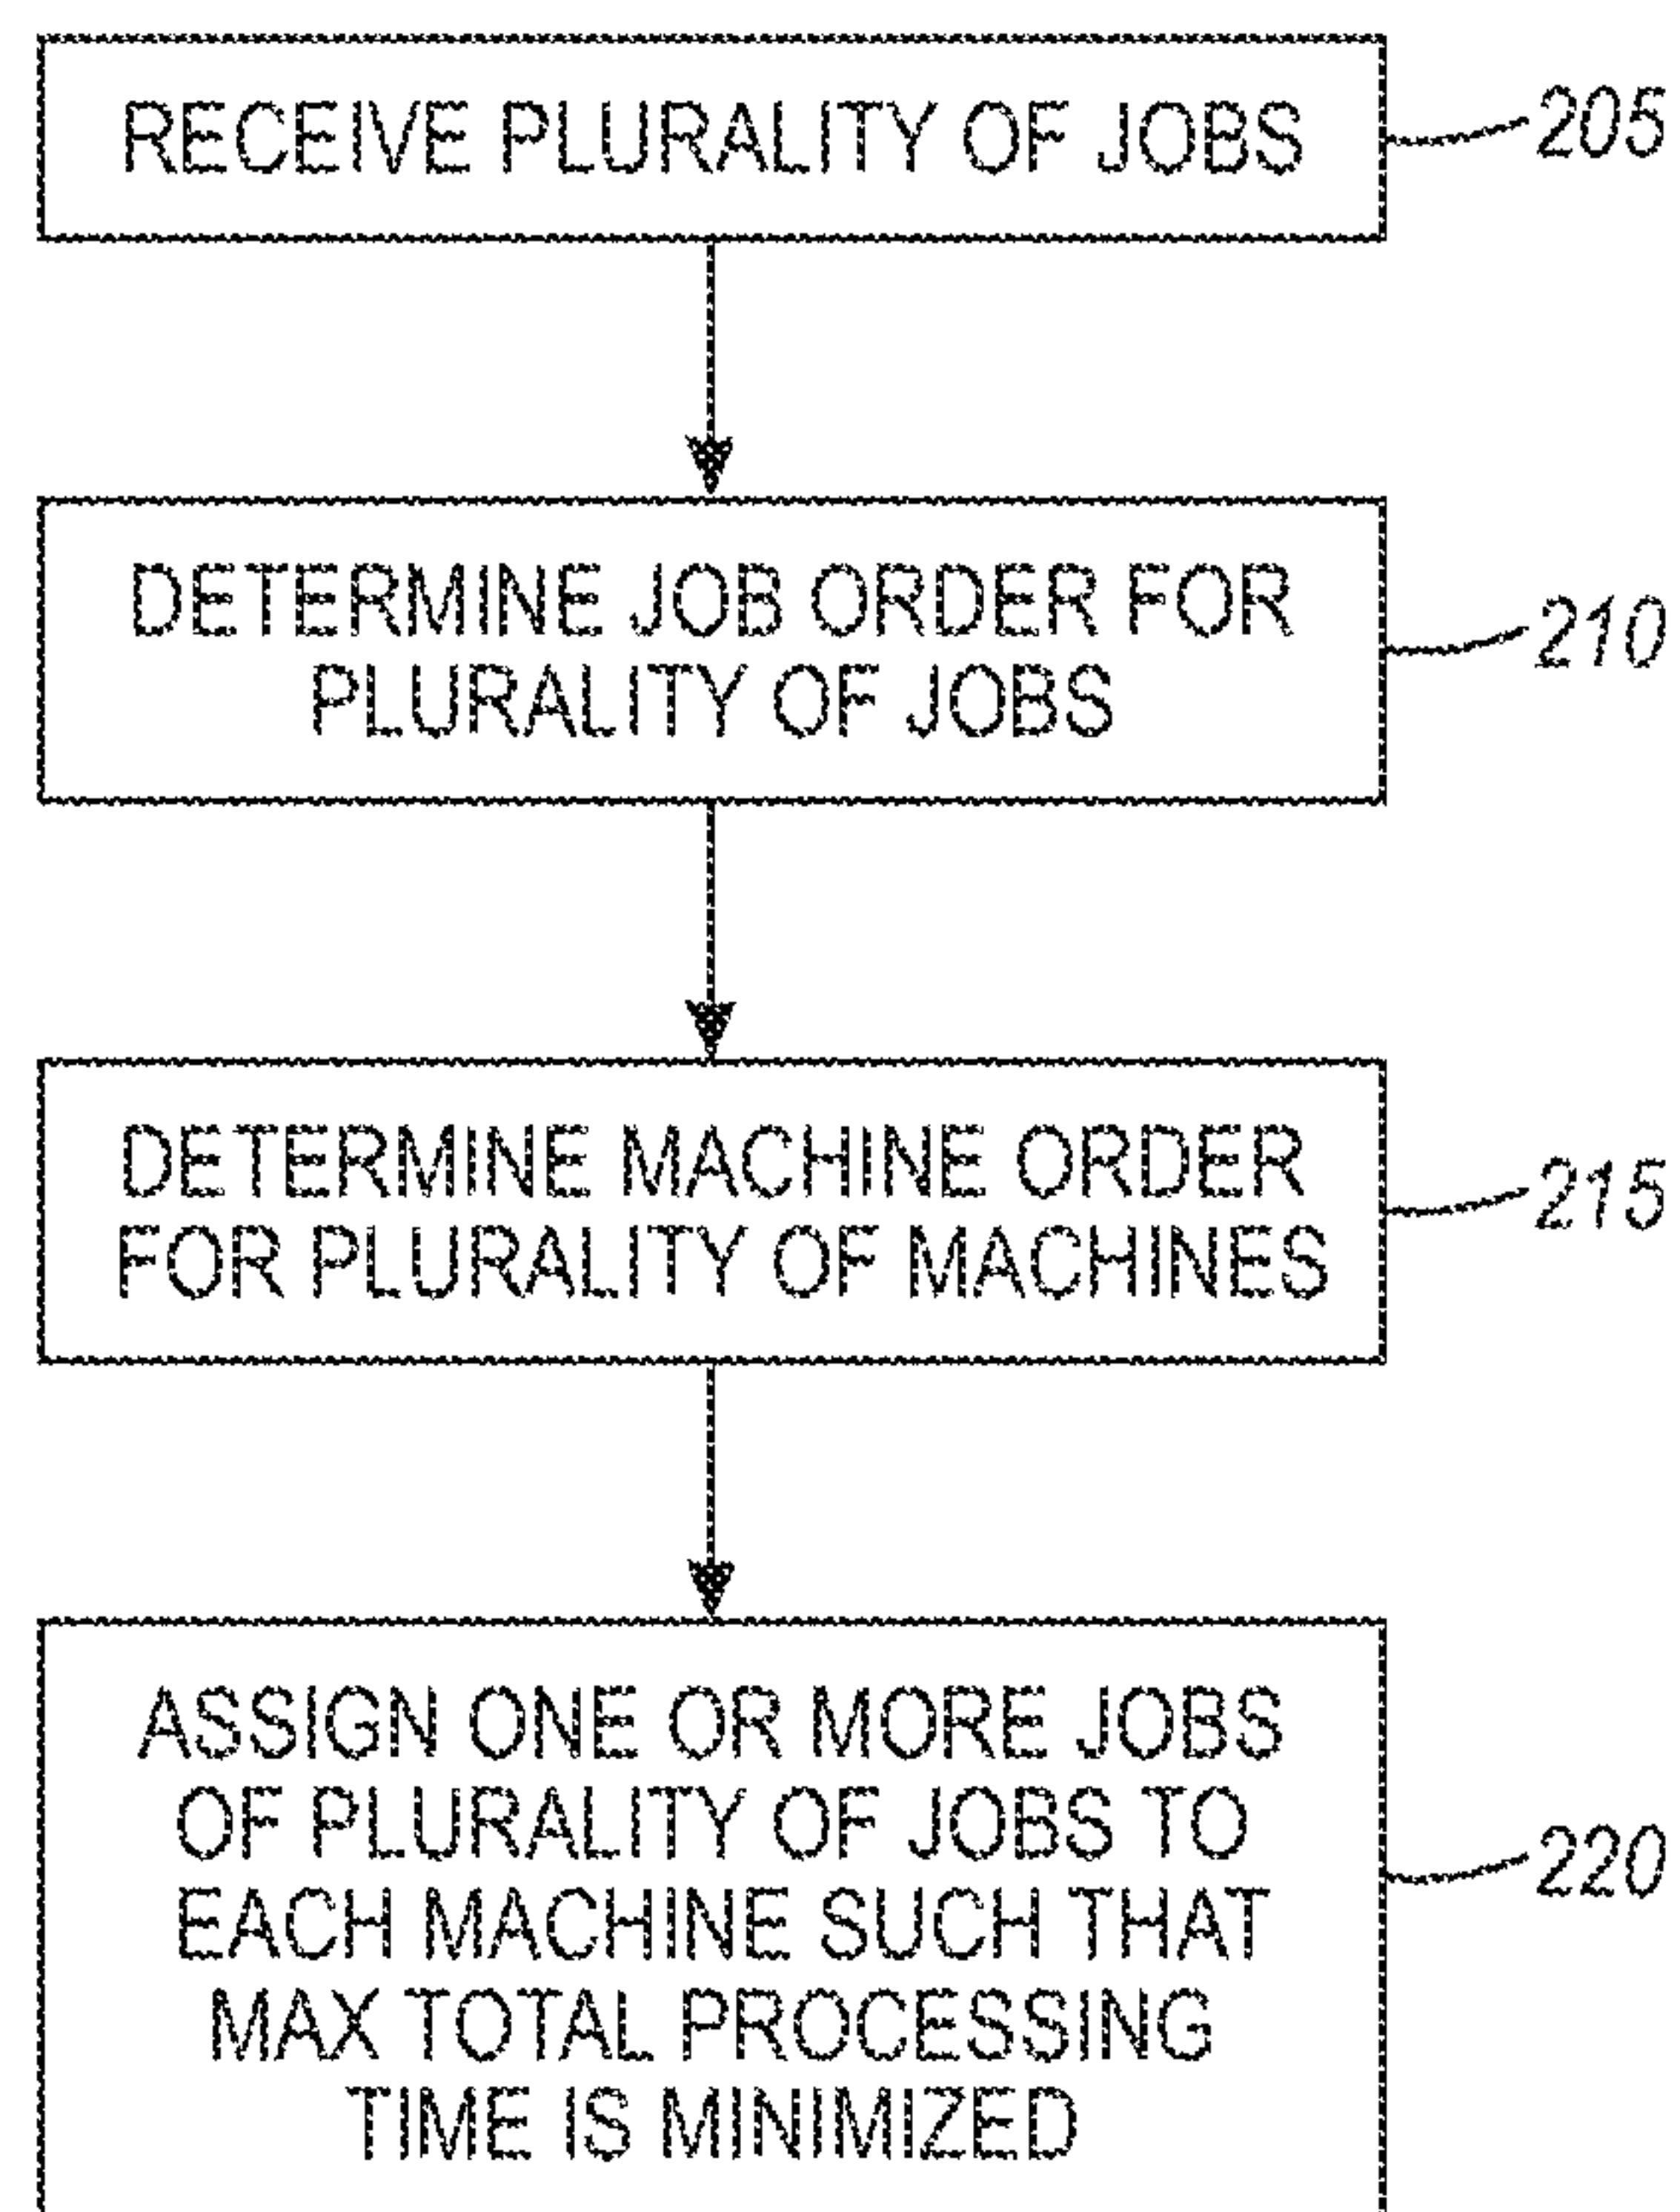 RECEIVE PLURALITY OF JOBS
205
DETERMINE JOB ORDER FOR
PLURALITY OF JOBS
210
DETERMINE MACHINE ORDER
FOR PLURALITY OF MACHINES
215
ASSIGN ONE OR MORE JOBS
OF PLURALITY OF JOBS TO
EACH MACHINE SUCH THAT
MAX TOTAL PROCESSING
TIME IS MINIMIZED
220